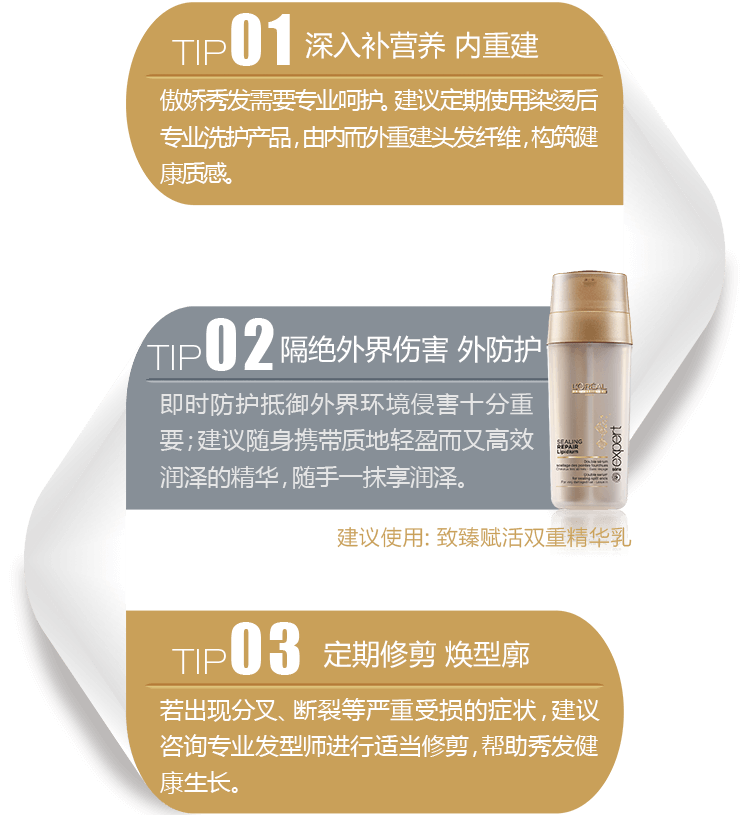 TIP01 深入补营养 内重建
傲娇秀发需要专业呵护。建议定期使用染烫后
专业洗护产品,由内而外重建头发纤维,构筑健
康质感。
TIP02 隔绝外界伤害 外防护
即时防护抵御外界环境侵害十分重
要;建议随身携带质地轻盈而又高效
润泽的精华,随手一抹享润泽。
L'ORÉAL
SEALING
REPAIR
Lipidium
expert
建议使用: 致臻赋活双重精华乳
TIP03 定期修剪 焕型廓
若出现分叉、断裂等严重受损的症状,建议
咨询专业发型师进行适当修剪,帮助秀发健
康生长。